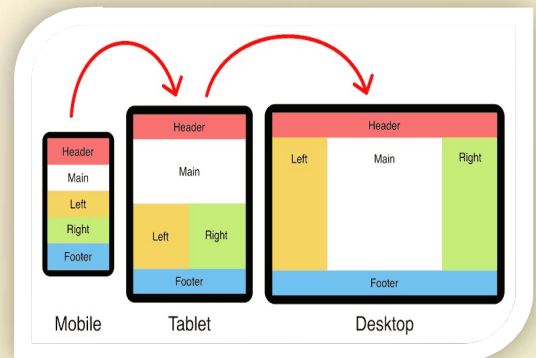 Header
Main
Left
Right
Footer
Mobile
Header
Main
Left Right
Footer
Tablet
Header
Left Main Right
Footer
Desktop